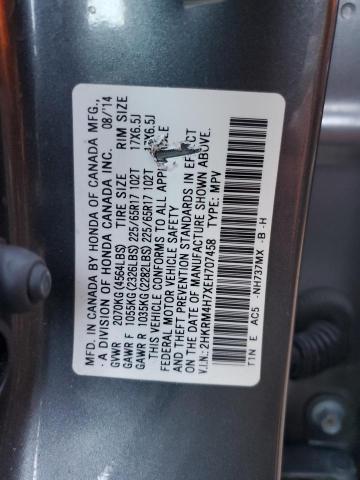 MFD. IN CANADA BY HONDA OF CANADA MFG.,
A DIVISION OF HONDA CANADA INC. 08/'14
GVWR 2070KG (4564LBS) TIRE SIZE RIM SIZE
GAWR F 1055KG (2326LBS) 225/65R17 102T 17X6.5J
GAWR R 1035KG (2282LBS) 225/65R17 102T X6.5J
THIS VEHICLE CONFORMS TO ALL
FEDERAL MOTOR VEHICLE SAFETY
AND THEFT PREVENTION STANDARDS IN EFFECT
ON THE DATE OF MANUFACTURE SHOWN ABOVE.
V.I.N.: 2HKRM4H7XEH707458 TYPE: MPV
T1N E AC5 -NH737MX -B -H